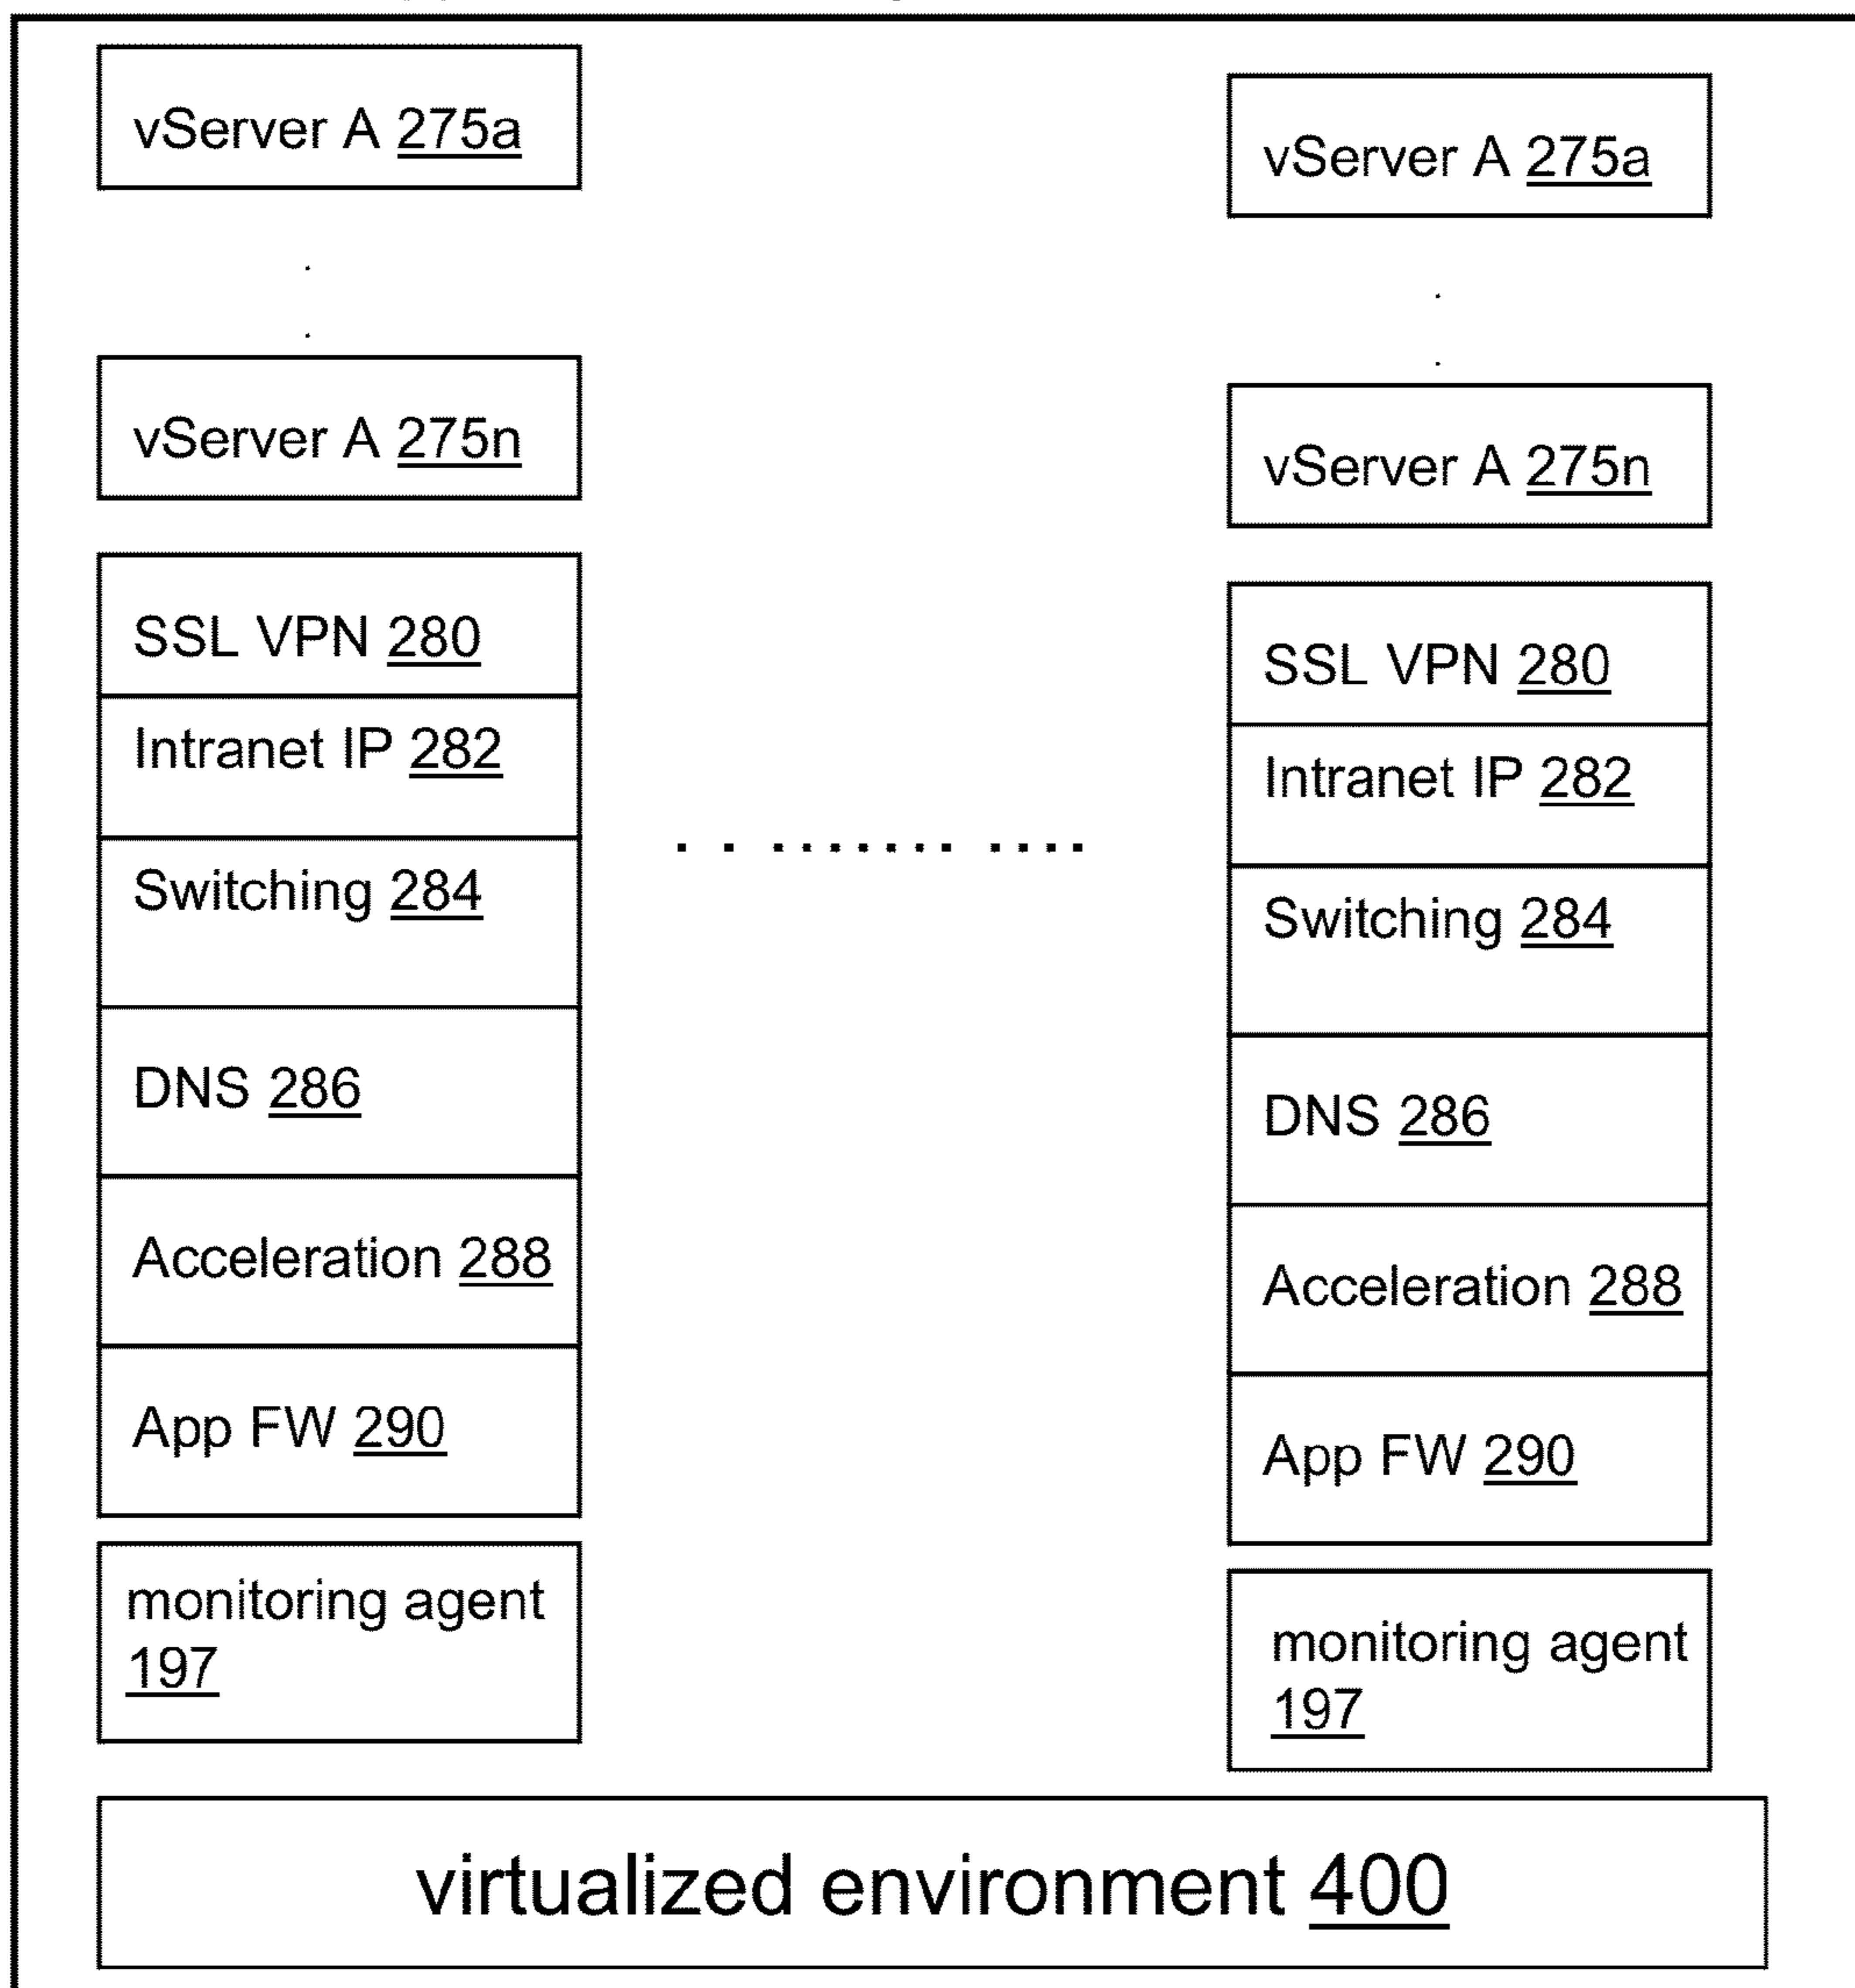 vServer A 275a
vServer A 275n
SSL VPN 280
Intranet IP 282
Switching 284
DNS 286
Acceleration 288
App FW 290
monitoring agent
197
vServer A 275a
vServer A 275n
SSL VPN 280
Intranet IP 282
Switching 284
DNS 286
Acceleration 288
App FW 290
monitoring agent
197
virtualized environment 400